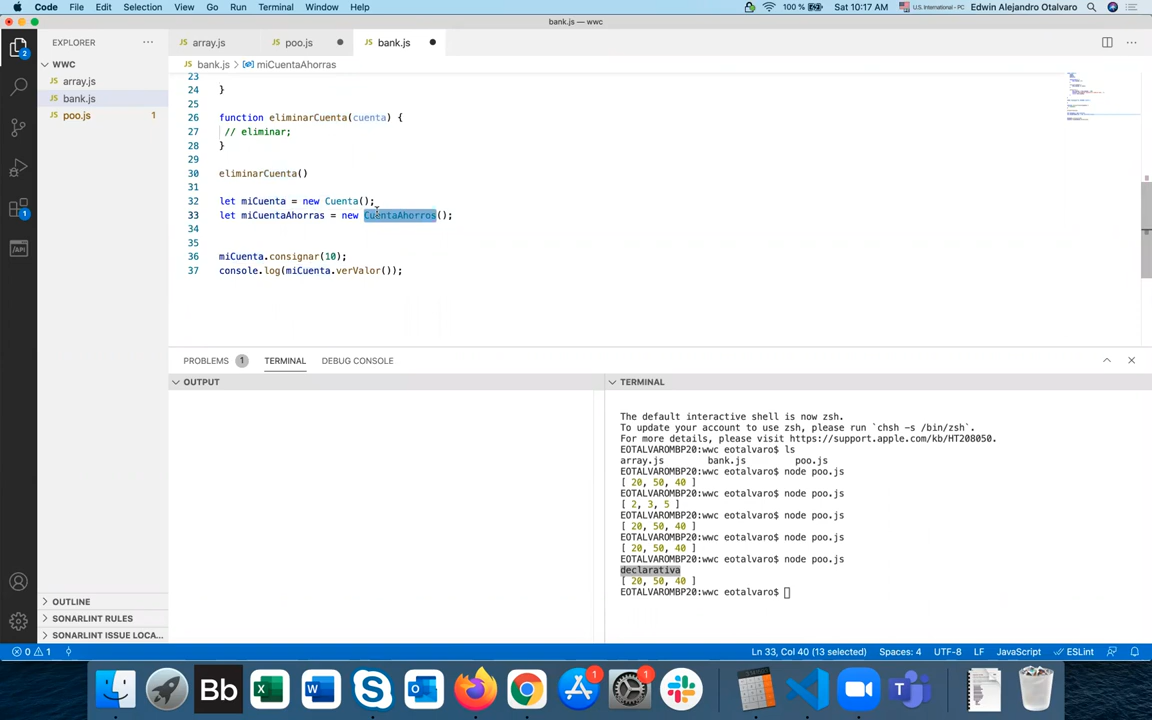 Code File Edit Selection View Go Run Terminal Window Help 100 % Sat 10:17 AM U.S. International - PC Edwin Alejandro Otalvaro
bank.js — wwc
EXPLORER
array.js poo.js bank.js
WWC
bank.js > miCuentaAhorras
array.js
bank.js
poo.js 1
23
24 }
25
26 function eliminarCuenta(cuenta) {
27 // eliminar;
28 }
29
30 eliminarCuenta()
31
32 let miCuenta = new Cuenta();
33 let miCuentaAhorras = new CuentaAhorros();
34
35
36 miCuenta.consignar(10);
37 console.log(miCuenta.verValor());
PROBLEMS 1 TERMINAL DEBUG CONSOLE
OUTPUT
TERMINAL
The default interactive shell is now zsh.
To update your account to use zsh, please run `chsh -s /bin/zsh`.
For more details, please visit https://support.apple.com/kb/HT208050.
EOTALVAROMBP20:wwc eotalvaro$ ls
array.js bank.js poo.js
EOTALVAROMBP20:wwc eotalvaro$ node poo.js
[ 20, 50, 40 ]
EOTALVAROMBP20:wwc eotalvaro$ node poo.js
[ 2, 3, 5 ]
EOTALVAROMBP20:wwc eotalvaro$ node poo.js
[ 20, 50, 40 ]
EOTALVAROMBP20:wwc eotalvaro$ node poo.js
[ 20, 50, 40 ]
EOTALVAROMBP20:wwc eotalvaro$ node poo.js
declarativa
[ 20, 50, 40 ]
EOTALVAROMBP20:wwc eotalvaro$
OUTLINE
SONARLINT RULES
SONARLINT ISSUE LOCA...
0 1
Ln 33, Col 40 (13 selected) Spaces: 4 UTF-8 LF JavaScript ESLint
Bb
1
1